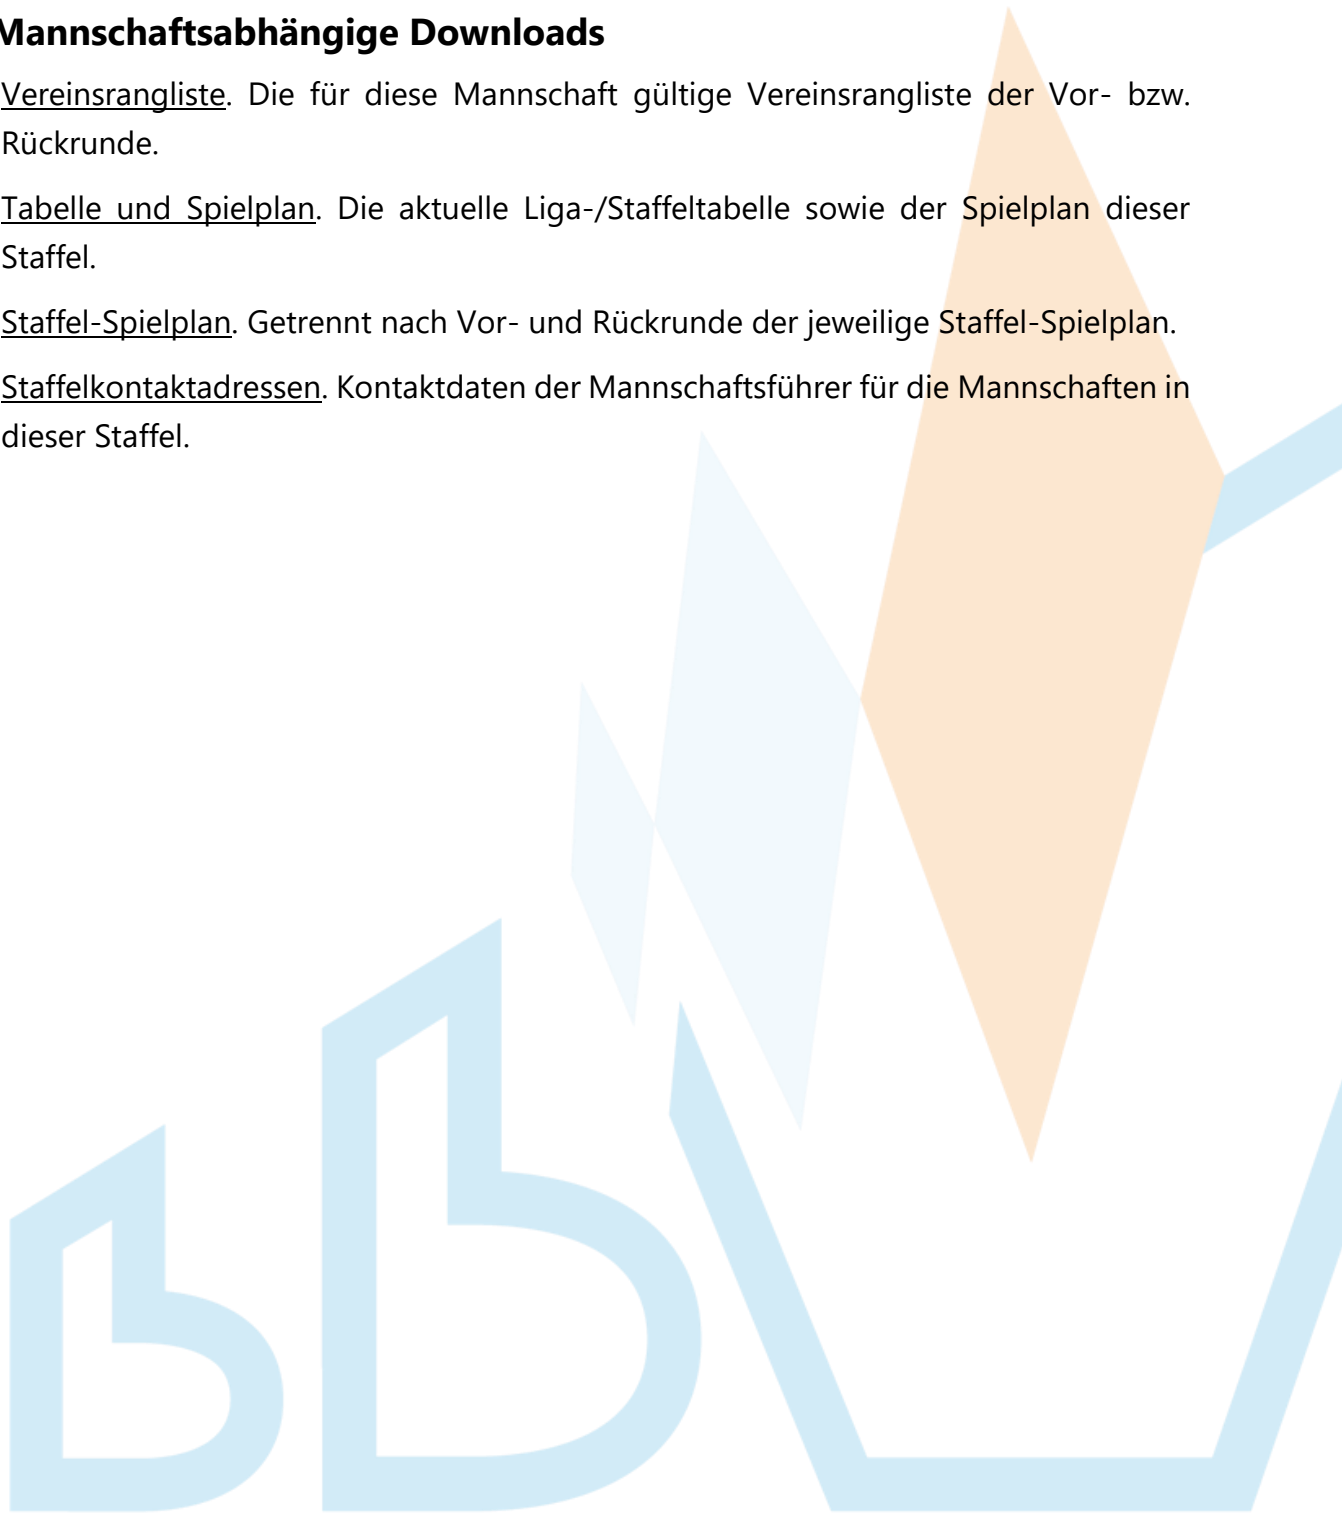 Mannschaftsabhängige Downloads
Vereinsrangliste. Die für diese Mannschaft gültige Vereinsrangliste der Vor- bzw.
Rückrunde.
Tabelle und Spielplan. Die aktuelle Liga-/Staffeltabelle sowie der Spielplan dieser
Staffel.
Staffel-Spielplan. Getrennt nach Vor- und Rückrunde der jeweilige Staffel-Spielplan.
Staffelkontaktadressen. Kontaktdaten der Mannschaftsführer für die Mannschaften in
dieser Staffel.